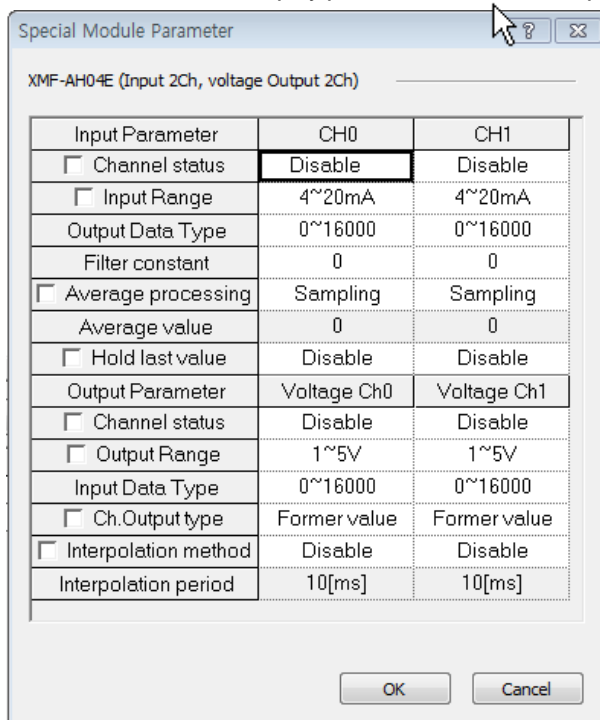 Special Module Parameter
XMF-AH04E (Input 2Ch, voltage Output 2Ch)
Input Parameter CH0 CH1
Channel status Disable Disable
Input Range 4~20mA 4~20mA
Output Data Type 0~16000 0~16000
Filter constant 0 0
Average processing Sampling Sampling
Average value 0 0
Hold last value Disable Disable
Output Parameter Voltage Ch0 Voltage Ch1
Channel status Disable Disable
Output Range 1~5V 1~5V
Input Data Type 0~16000 0~16000
Ch.Output type Former value Former value
Interpolation method Disable Disable
Interpolation period 10[ms] 10[ms]
OK Cancel